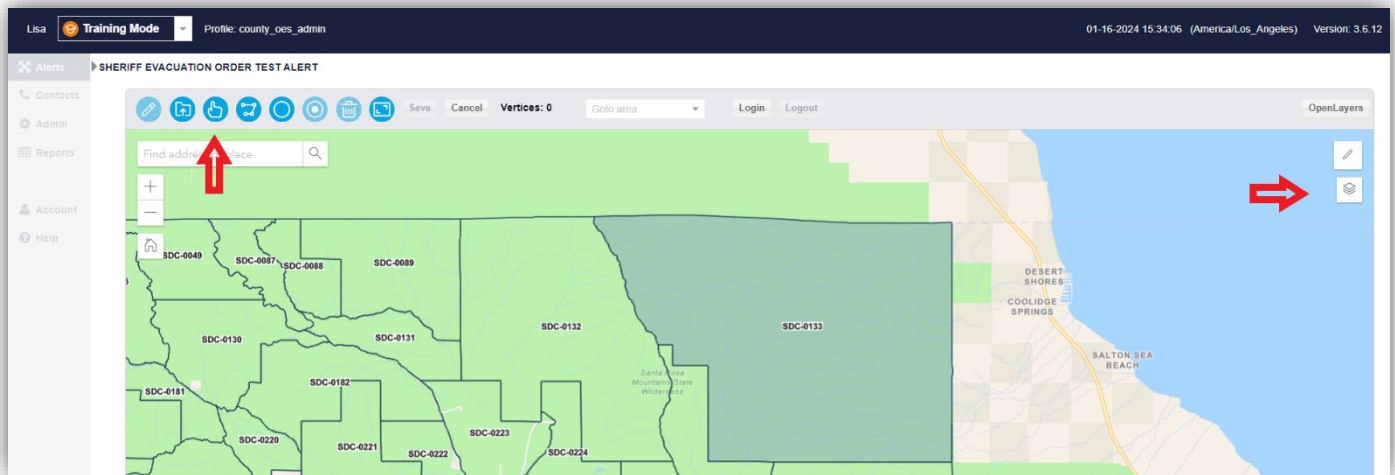 Lisa Training Mode Profile: county_oes_admin 01-16-2024 15:34:06 (America/Los_Angeles) Version: 3.6.12
Alerts
SHERIFF EVACUATION ORDER TEST ALERT
Contacts
Admin
Reports
Account
Help
Save Cancel Vertices: 0 Goto area Login Logout OpenLayers
Find address place
SDC-0049
SDC-0087
SDC-0088
SDC-0089
SDC-0130
SDC-0131
SDC-0132
SDC-0133
SDC-0181
SDC-0182
SDC-0220
SDC-0221
SDC-0222
SDC-0223
SDC-0224
Santa Rosa
Mountains State
Wilderness
DESERT
SHORES
COOLIDGE
SPRINGS
SALTON SEA
BEACH